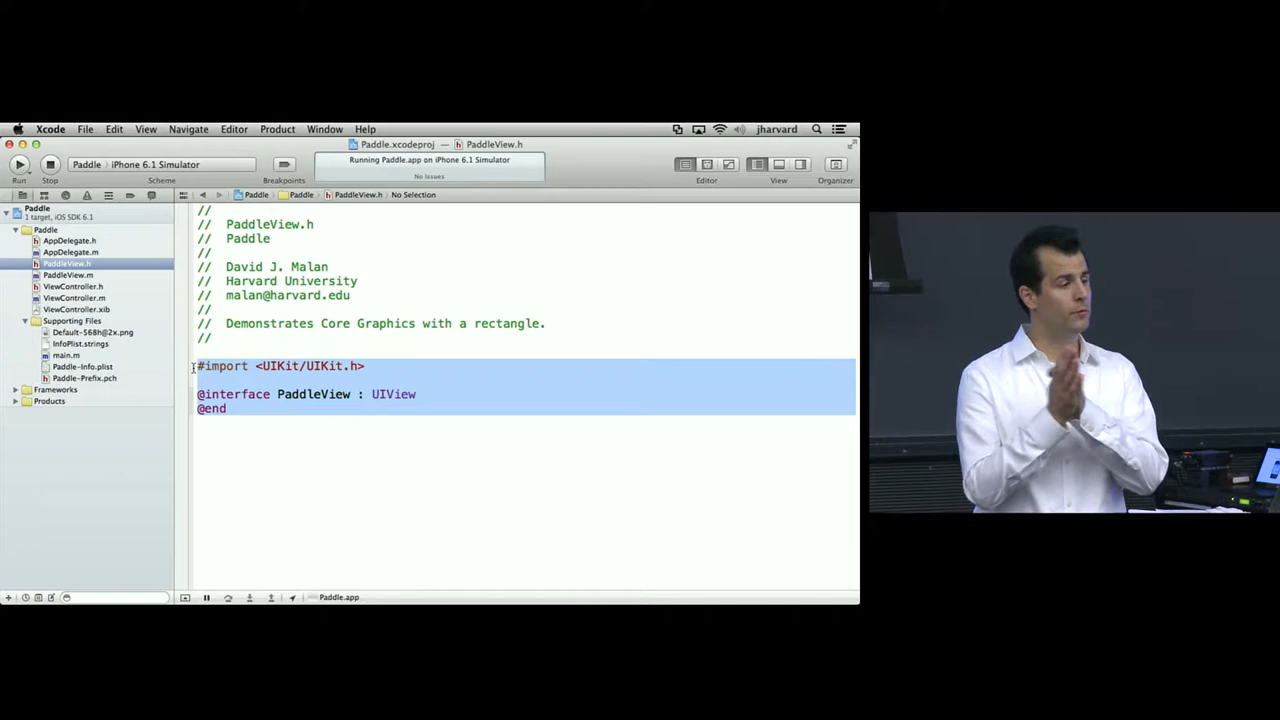 Xcode File Edit View Navigate Editor Product Window Help jharvard
Paddle.xcodeproj — PaddleView.h
Run Stop Paddle › iPhone 6.1 Simulator Scheme Breakpoints
Running Paddle.app on iPhone 6.1 Simulator
No Issues
Editor View Organizer
Paddle › Paddle › PaddleView.h › No Selection
Paddle
1 target, iOS SDK 6.1
Paddle
AppDelegate.h
AppDelegate.m
PaddleView.h
PaddleView.m
ViewController.h
ViewController.m
ViewController.xib
Supporting Files
Default-568h@2x.png
InfoPlist.strings
main.m
Paddle-Info.plist
Paddle-Prefix.pch
Frameworks
Products
//
// PaddleView.h
// Paddle
//
// David J. Malan
// Harvard University
// malan@harvard.edu
//
// Demonstrates Core Graphics with a rectangle.
//
#import <UIKit/UIKit.h>
@interface PaddleView : UIView
@end
Paddle.app